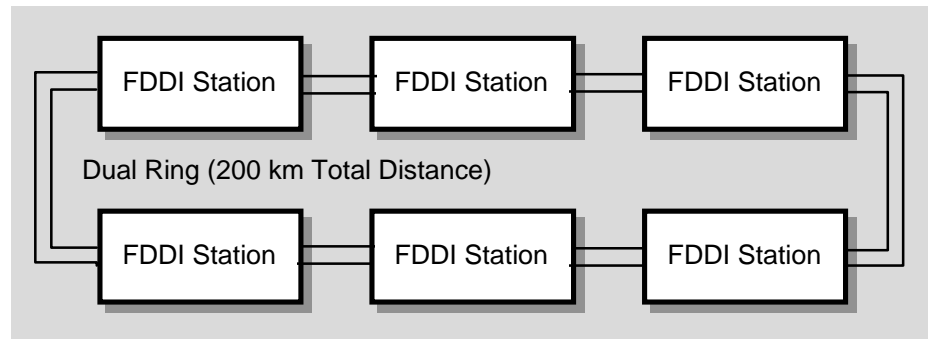 FDDI Station FDDI Station FDDI Station
Dual Ring (200 km Total Distance)
FDDI Station FDDI Station FDDI Station